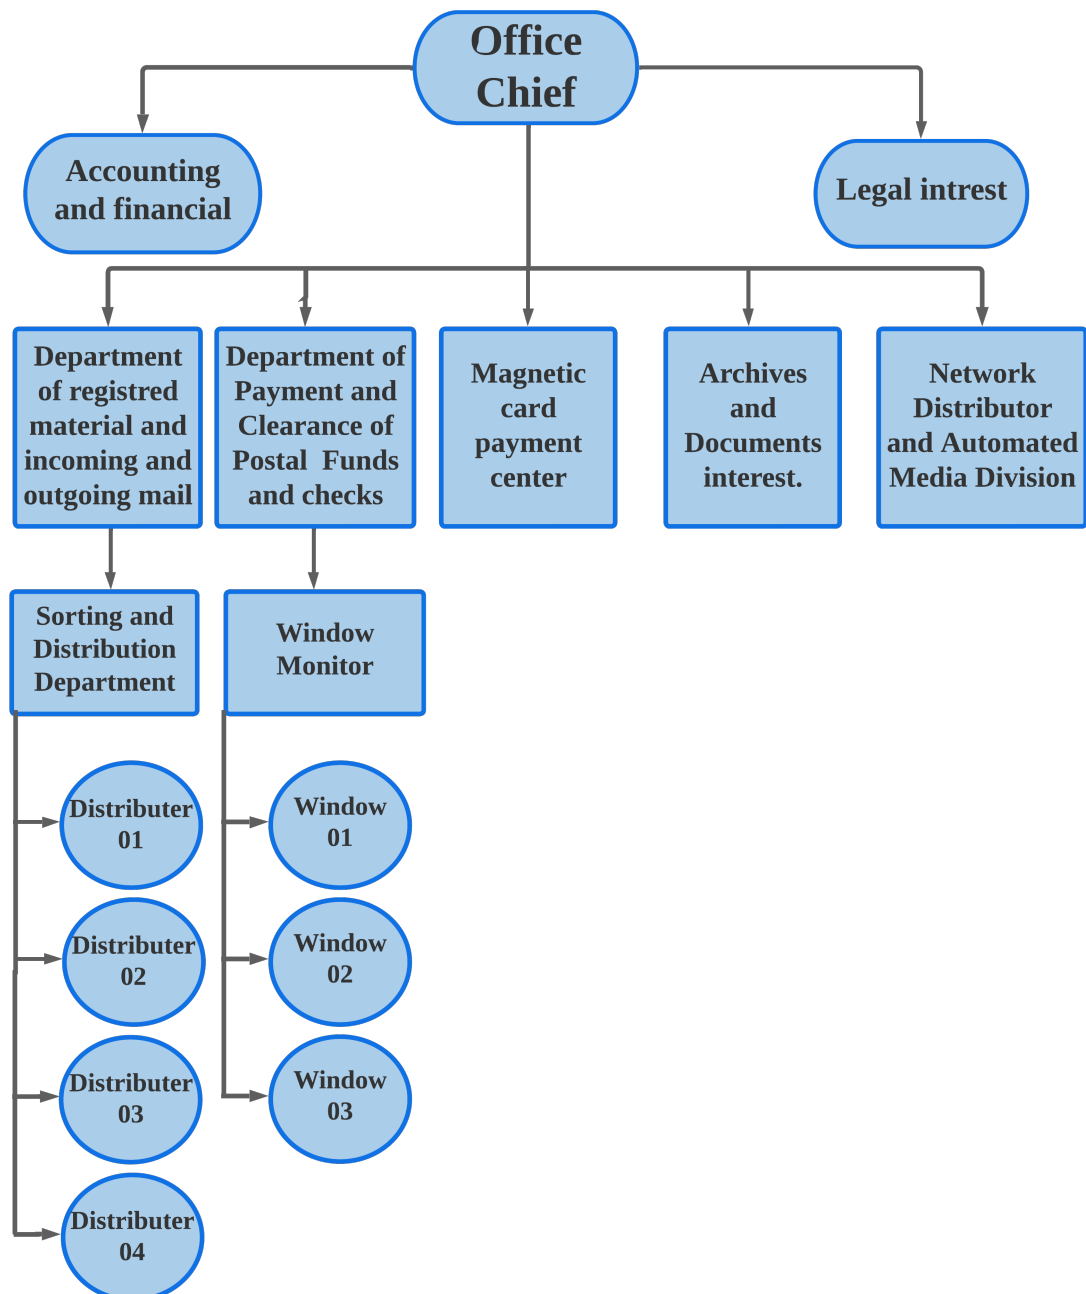 Office
Chief
Accounting
and financial
Legal intrest
Department
of registred
material and
incoming and
outgoing mail
Department of
Payment and
Clearance of
Postal  Funds
and checks
Magnetic
card
payment
center
Archives
and
Documents
interest.
Network
Distributor
and Automated
Media Division
Sorting and
Distribution
Department
Window
Monitor
Distributer
01
Window
01
Distributer
02
Window
02
Distributer
03
Window
03
Distributer
04